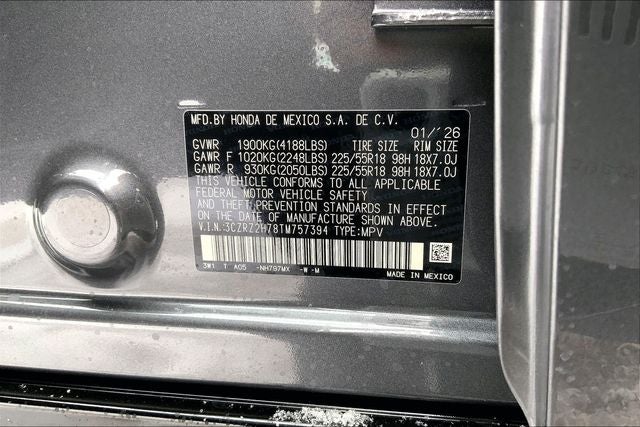 MFD.BY HONDA DE MEXICO S.A. DE C.V.
01/'26
GVWR 1900KG(4188LBS) TIRE SIZE RIM SIZE
GAWR F 1020KG(2248LBS) 225/55R18 98H 18X7.0J
GAWR R 930KG(2050LBS) 225/55R18 98H 18X7.0J
THIS VEHICLE CONFORMS TO ALL APPLICABLE
FEDERAL MOTOR VEHICLE SAFETY
AND THEFT PREVENTION STANDARDS IN EFFECT
ON THE DATE OF MANUFACTURE SHOWN ABOVE.
V.I.N.:3CZRZ2H78TM757394 TYPE:MPV
3W1 T A05 -NH797MX -W -M MADE IN MEXICO